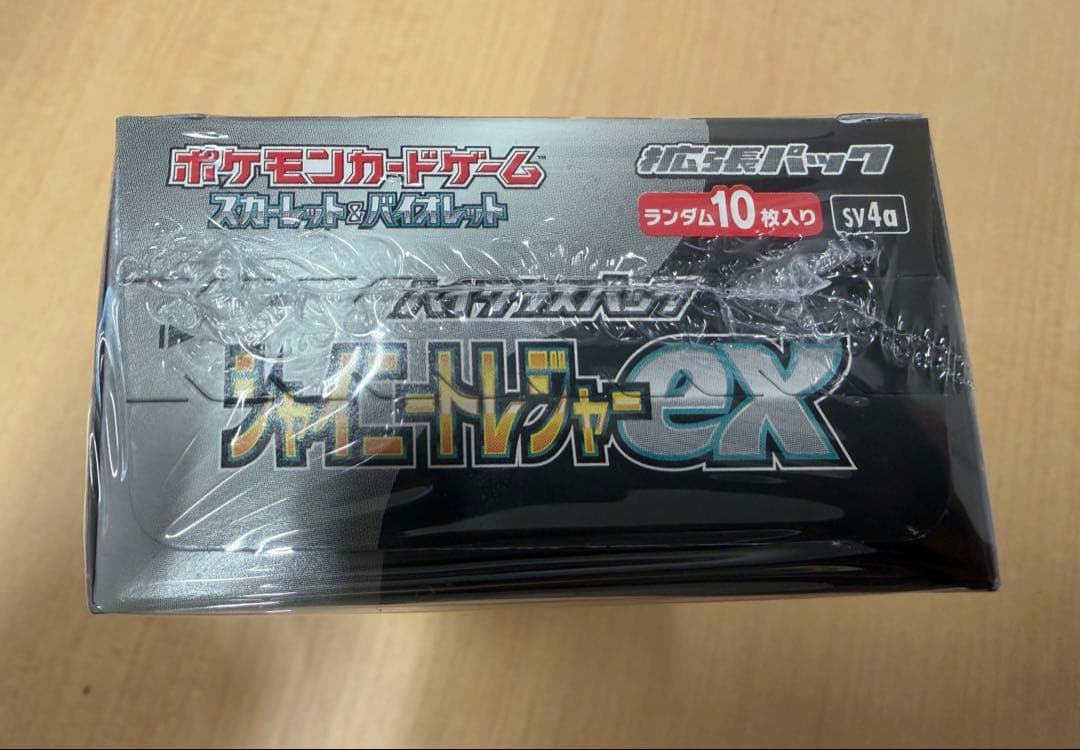 ポケモンカードゲーム™
スカーレット&バイオレット
拡張パック
ランダム10枚入り
sv4a
ハイクラスパック
シャイニートレジャーex